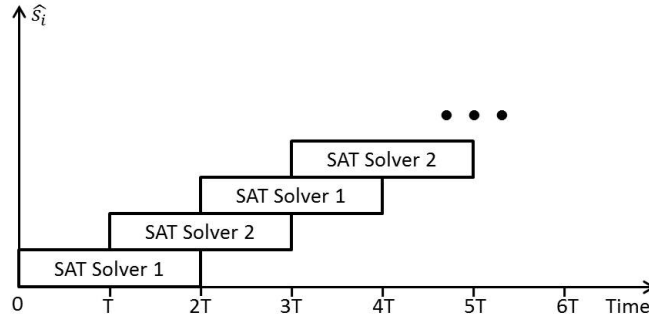 ŝᵢ
• • •
SAT Solver 2
SAT Solver 1
SAT Solver 2
SAT Solver 1
0 T 2T 3T 4T 5T 6T Time